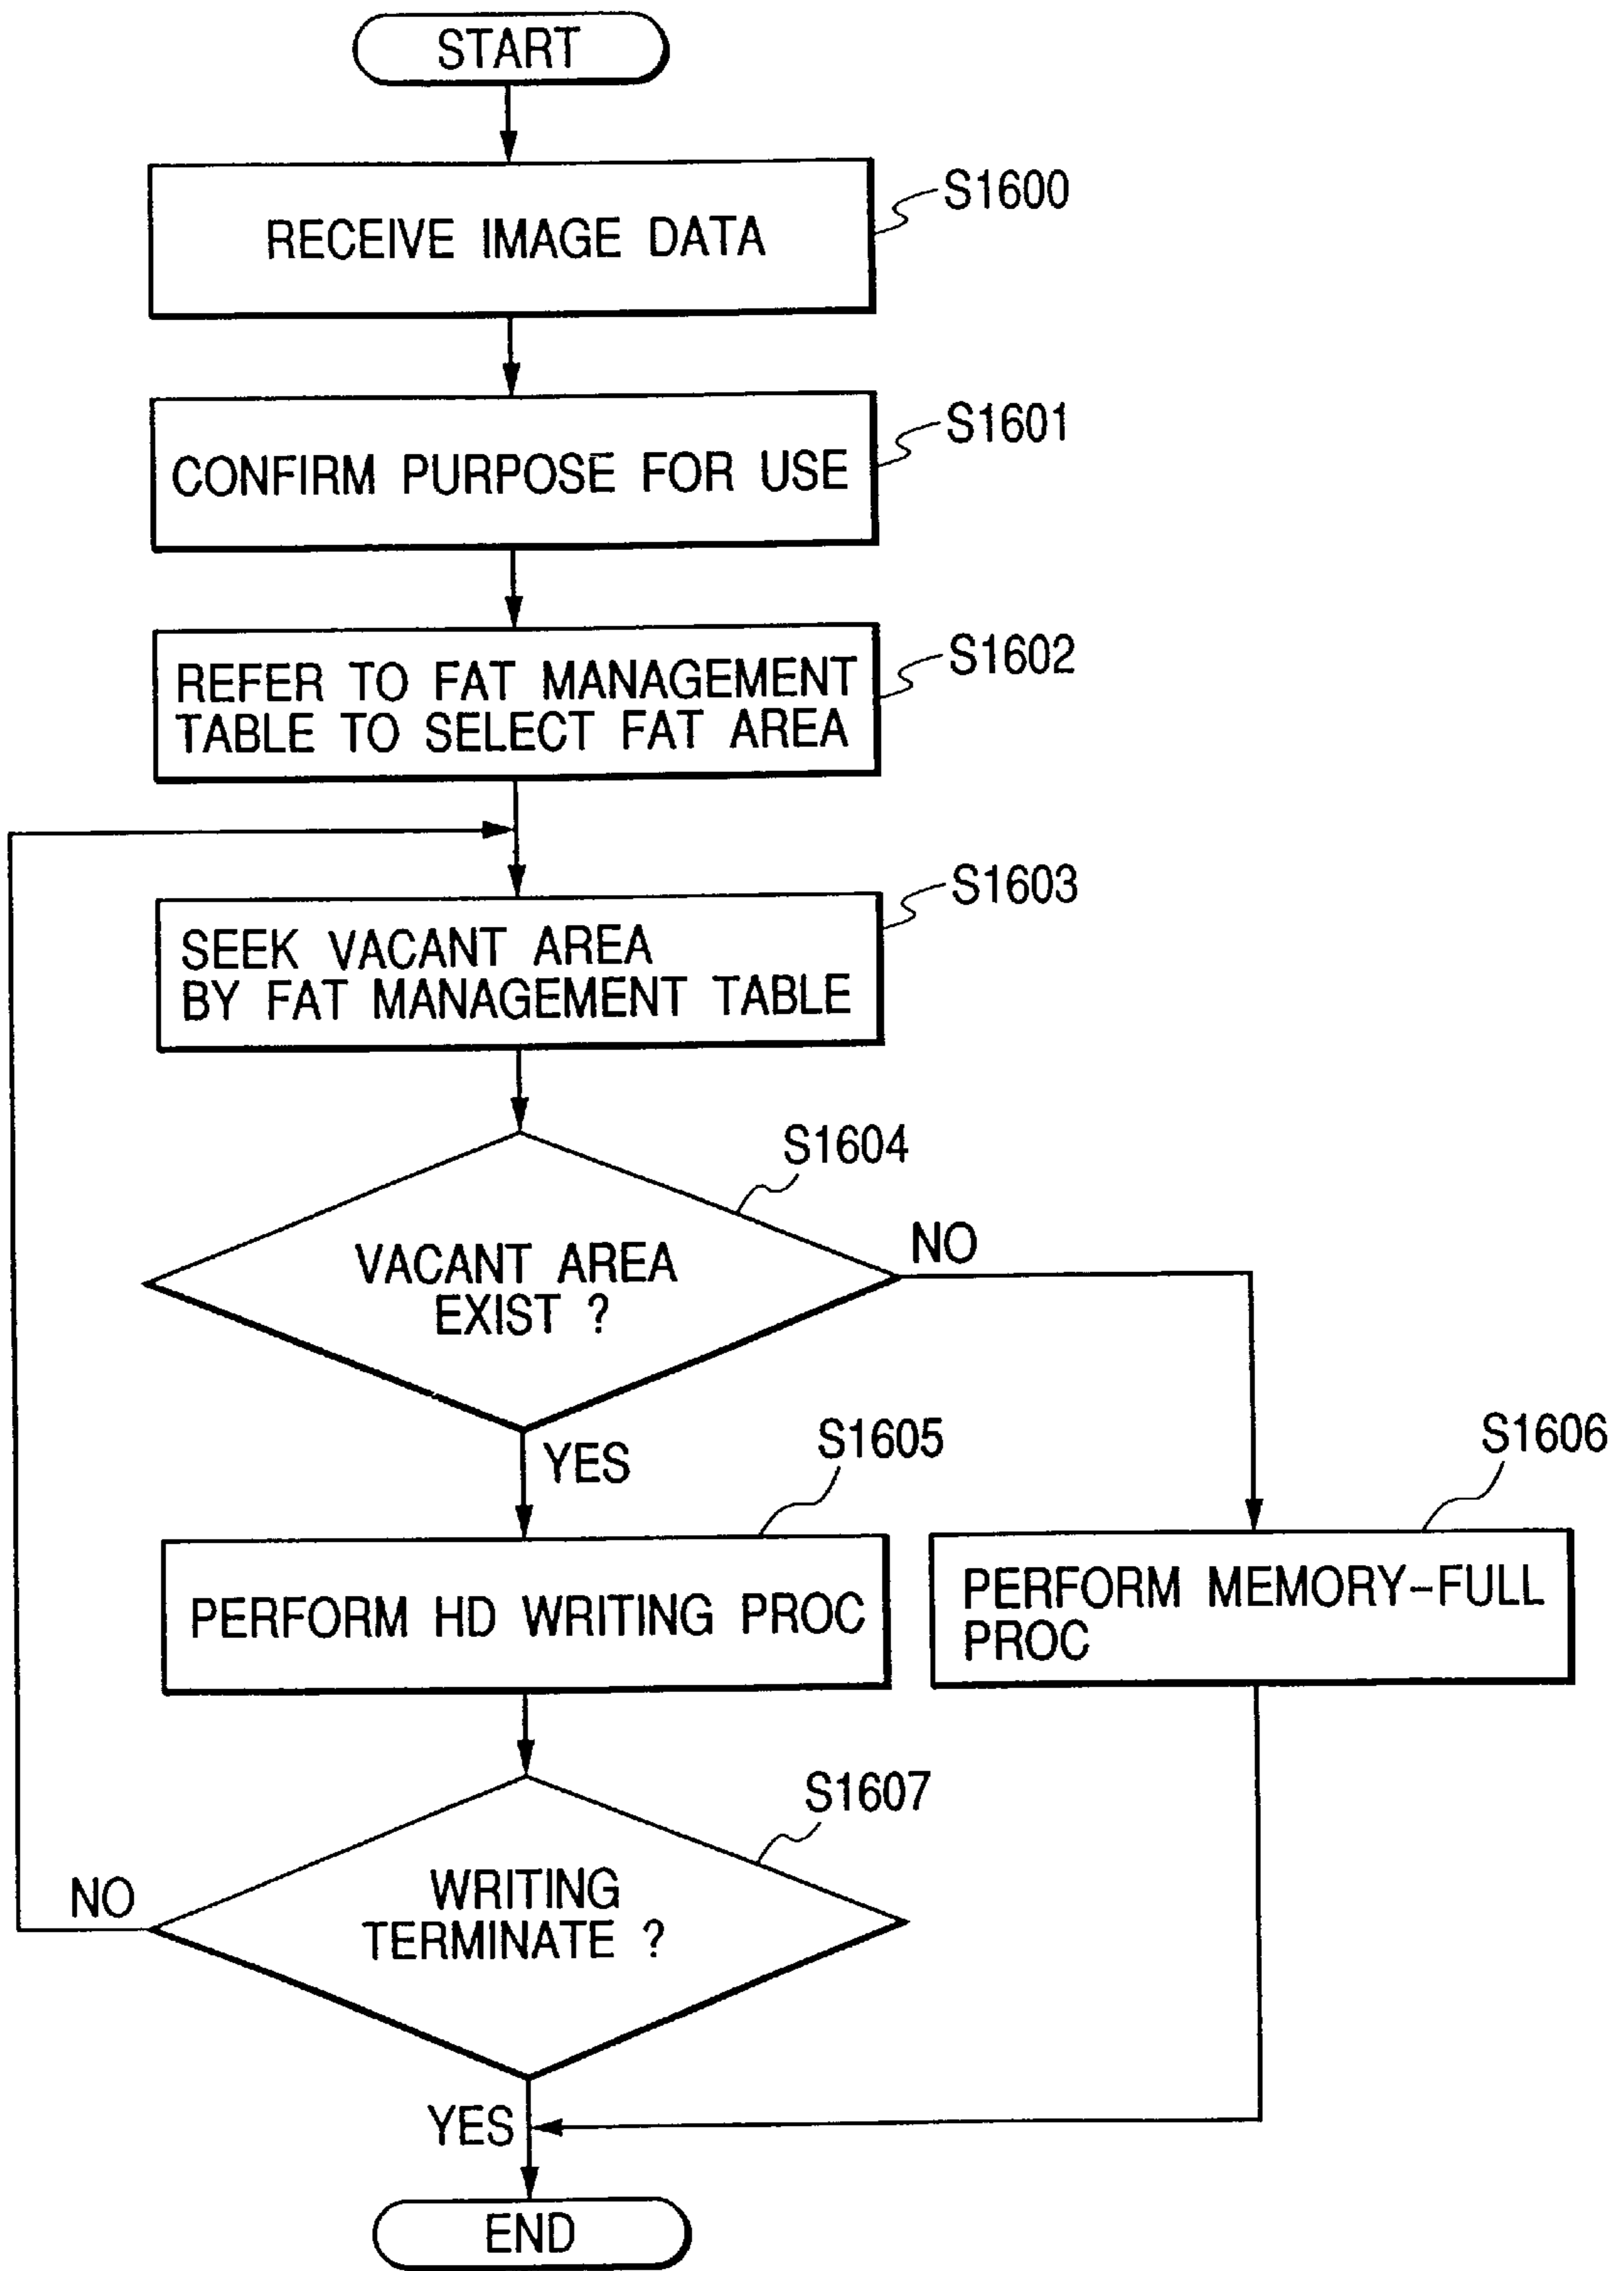 START
RECEIVE IMAGE DATA
S1600
CONFIRM PURPOSE FOR USE
S1601
REFER TO FAT MANAGEMENT
TABLE TO SELECT FAT AREA
S1602
SEEK VACANT AREA
BY FAT MANAGEMENT TABLE
S1603
VACANT AREA
EXIST ?
S1604
NO
YES
PERFORM HD WRITING PROC
S1605
PERFORM MEMORY-FULL
PROC
S1606
WRITING
TERMINATE ?
S1607
NO
YES
END